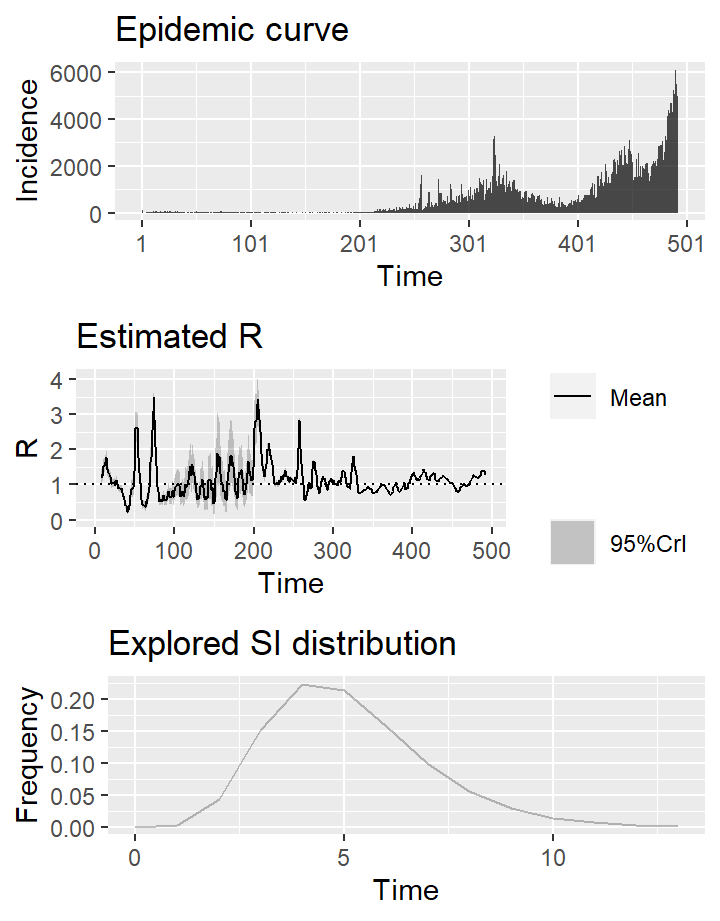 Epidemic curve
6000
4000
2000
0
Incidence
1 101 201 301 401 501
Time
Estimated R
4
3
2
1
0
R
0 100 200 300 400 500
Time
Mean
95%CrI
Explored SI distribution
0.20
0.15
0.10
0.05
0.00
Frequency
0 5 10
Time